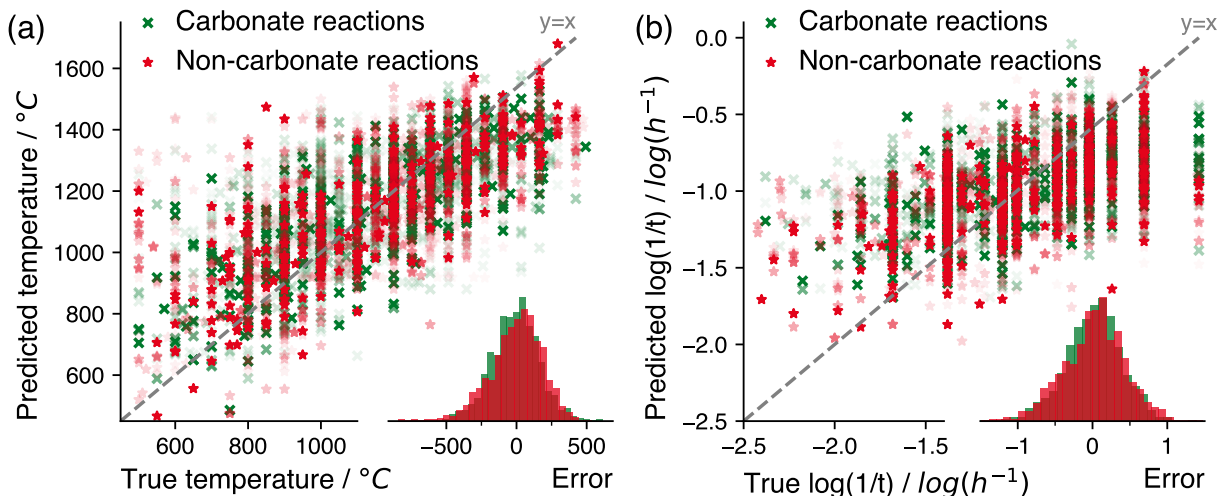 (a)
Carbonate reactions
Non-carbonate reactions
y=x
1600
1400
1200
1000
800
600
Predicted temperature / °C
600
800
1000
−500
0
500
True temperature / °C
Error
(b)
Carbonate reactions
Non-carbonate reactions
y=x
0.0
−0.5
−1.0
−1.5
−2.0
−2.5
Predicted log(1/t) / log(h⁻¹)
−2.5
−2.0
−1.5
−1
0
1
True log(1/t) / log(h⁻¹)
Error